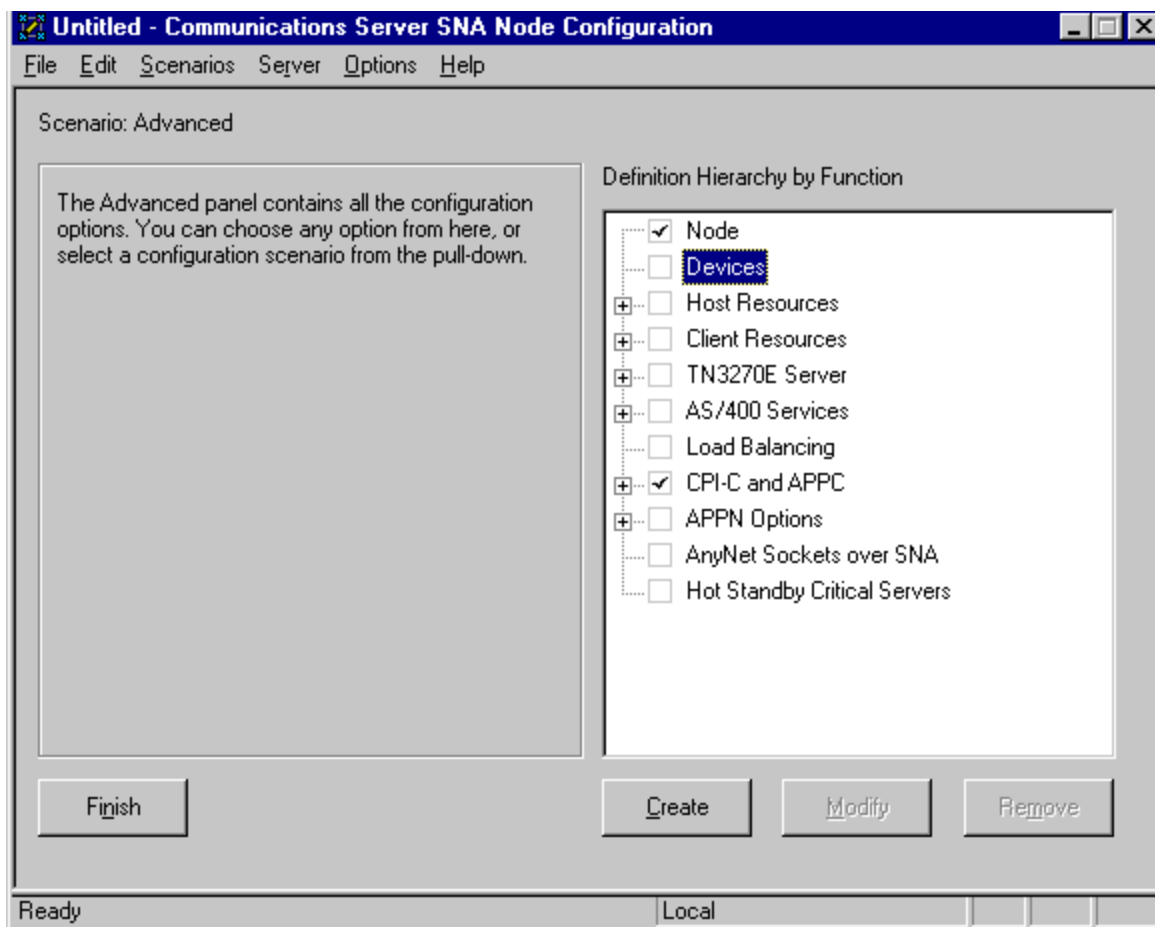 Untitled - Communications Server SNA Node Configuration
File Edit Scenarios Server Options Help
Scenario: Advanced
The Advanced panel contains all the configuration
options. You can choose any option from here, or
select a configuration scenario from the pull-down.
Definition Hierarchy by Function
Node
Devices
Host Resources
Client Resources
TN3270E Server
AS/400 Services
Load Balancing
CPI-C and APPC
APPN Options
AnyNet Sockets over SNA
Hot Standby Critical Servers
Finish
Create
Modify
Remove
Ready
Local